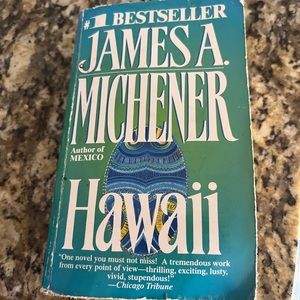 #1 BESTSELLER
JAMES A.
MICHENER
Author of
MEXICO
Hawaii
"One novel you must not miss! A tremendous work
from every point of view—thrilling, exciting, lusty,
vivid, stupendous!"
—Chicago Tribune